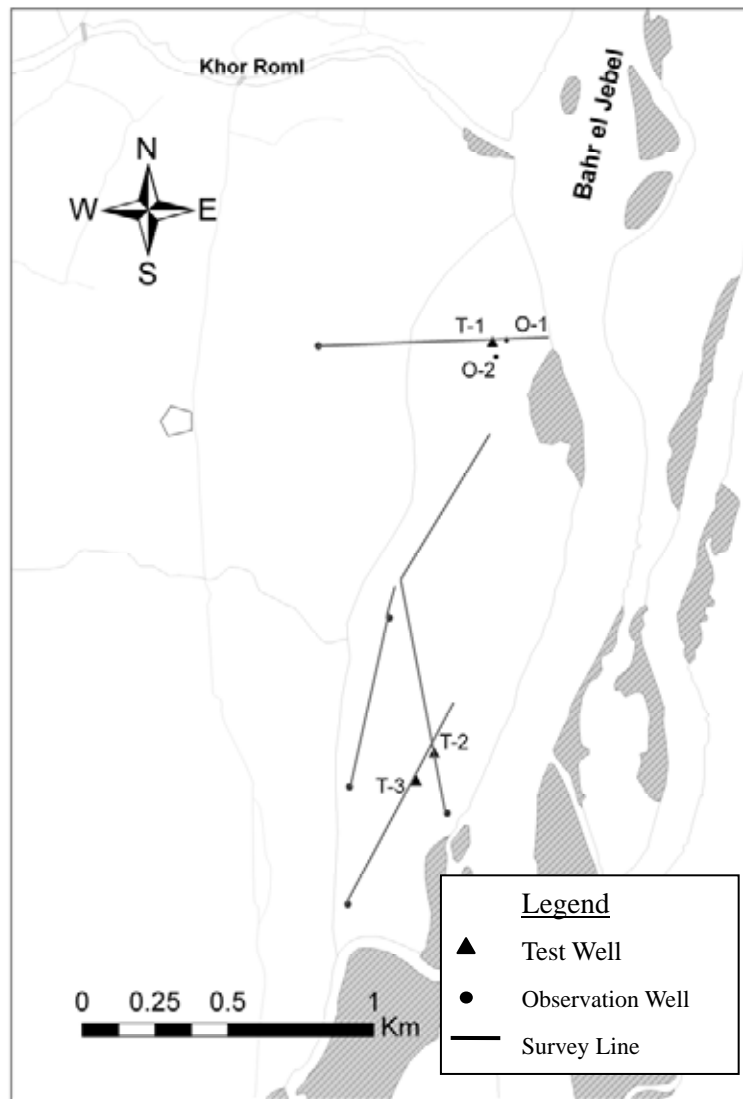 Khor Roml
Bahr el Jebel
N
W E
S
T-1 O-1
O-2
T-2
T-3
Legend
Test Well
Observation Well
Survey Line
0 0.25 0.5 1
Km